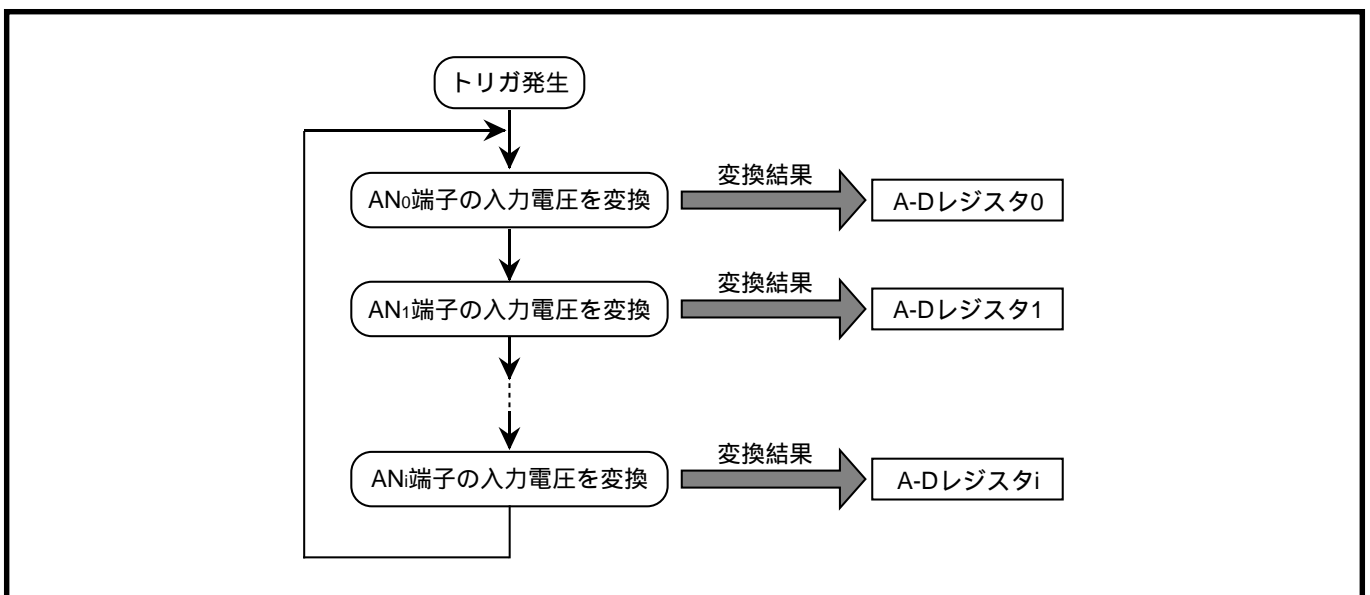 トリガ発生
AN0端子の入力電圧を変換
変換結果
A-Dレジスタ0
AN1端子の入力電圧を変換
変換結果
A-Dレジスタ1
ANi端子の入力電圧を変換
変換結果
A-Dレジスタi